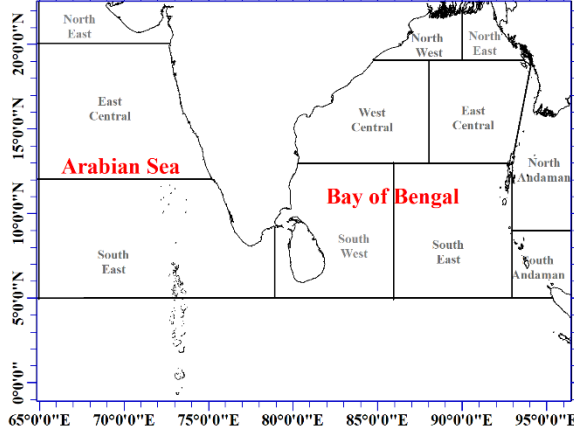 North
East
North
West
North
East
20°0'0"N
East
Central
West
Central
East
Central
15°0'0"N
Arabian Sea
North
Andaman
Bay of Bengal
10°0'0"N
South
East
South
West
South
East
South
Andaman
5°0'0"N
0°0'0"
65°0'0"E
70°0'0"E
75°0'0"E
80°0'0"E
85°0'0"E
90°0'0"E
95°0'0"E